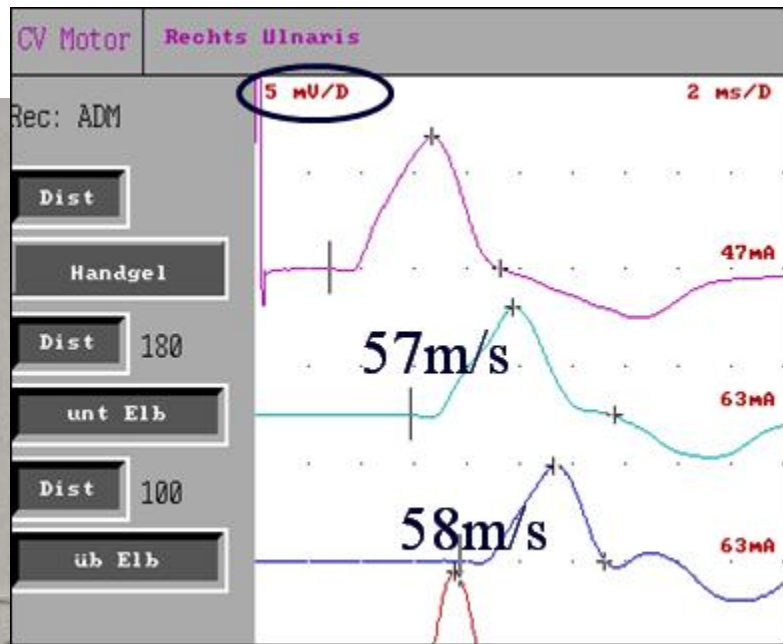 CV Motor
Rechts Ulnaris
5 mV/D
2 ms/D
Rec: ADM
Dist
Handgel
47mA
Dist 180
57m/s
unt Elb
63mA
Dist 100
58m/s
üb Elb
63mA